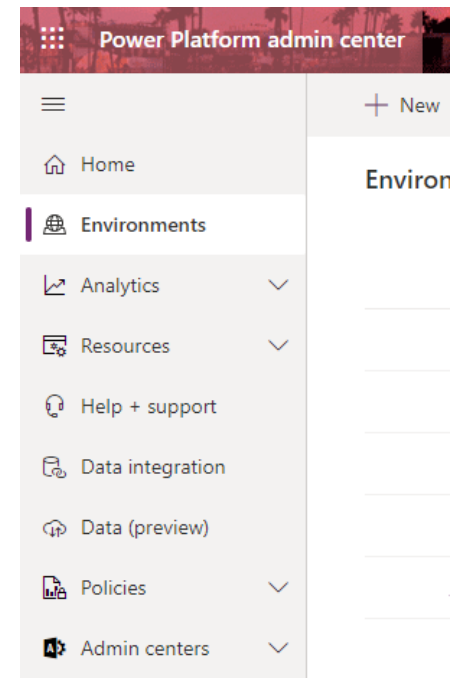 Power Platform admin center
New
Home
Environments
Analytics
Resources
Help + support
Data integration
Data (preview)
Policies
Admin centers